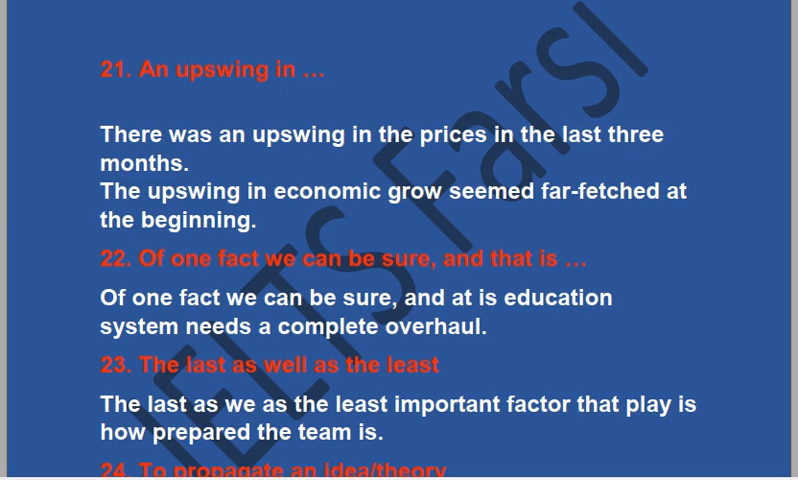 21. An upswing in …
There was an upswing in the prices in the last three
months.
The upswing in economic grow seemed far-fetched at
the beginning.
22. Of one fact we can be sure, and that is …
Of one fact we can be sure, and at is education
system needs a complete overhaul.
23. The last as well as the least
The last as we as the least important factor that play is
how prepared the team is.
24. To propagate an idea/theory
IELTS Farsi